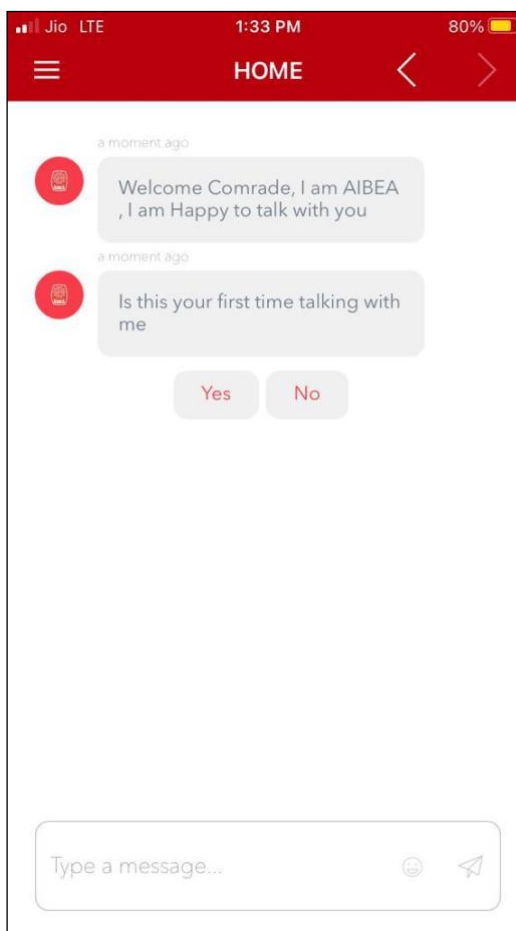 Jio LTE 1:33 PM 80%
HOME
a moment ago
Welcome Comrade, I am AIBEA
, I am Happy to talk with you
a moment ago
Is this your first time talking with
me
Yes No
Type a message...